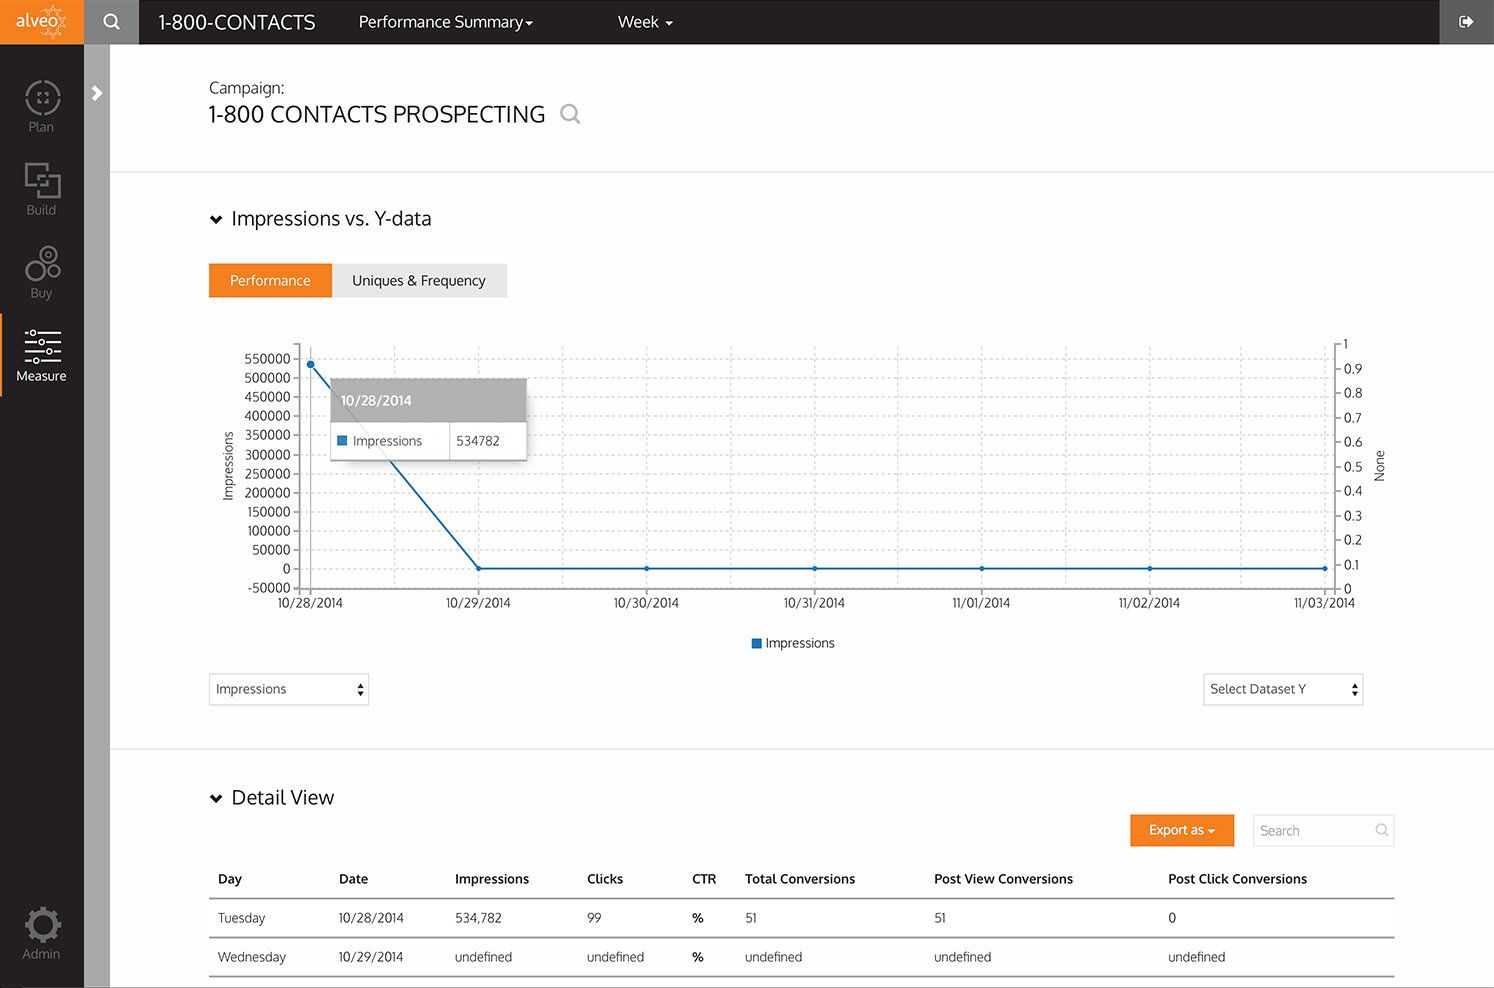 alveo
1-800-CONTACTS Performance Summary Week
Plan
Build
Buy
Measure
Admin
Campaign:
1-800 CONTACTS PROSPECTING
Impressions vs. Y-data
Performance Uniques & Frequency
Impressions
550000
500000
450000
400000
350000
300000
250000
200000
150000
100000
50000
0
-50000
10/28/2014
Impressions 534782
1
0.9
0.8
0.7
0.6
0.5
0.4
0.3
0.2
0.1
0
None
10/28/2014 10/29/2014 10/30/2014 10/31/2014 11/01/2014 11/02/2014 11/03/2014
Impressions
Impressions Select Dataset Y
Detail View
Export as Search
Day Date Impressions Clicks CTR Total Conversions Post View Conversions Post Click Conversions
Tuesday 10/28/2014 534,782 99 % 51 51 0
Wednesday 10/29/2014 undefined undefined % undefined undefined undefined